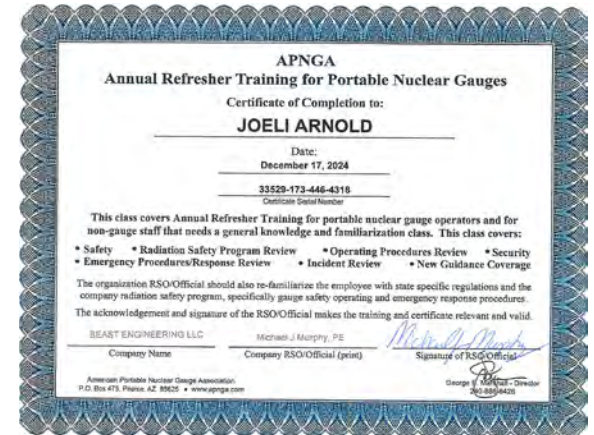 APNGA
Annual Refresher Training for Portable Nuclear Gauges
Certificate of Completion to:
JOELI ARNOLD
Date:
December 17, 2024
33529-173-446-4318
Certificate Serial Number
This class covers Annual Refresher Training for portable nuclear gauge operators and for
non-gauge staff that needs a general knowledge and familiarization class. This class covers:
• Safety • Radiation Safety Program Review • Operating Procedures Review • Security
• Emergency Procedures/Response Review • Incident Review • New Guidance Coverage
The organization RSO/Official should also re-familiarize the employee with state specific regulations and the
company radiation safety program, specifically gauge safety operating and emergency response procedures.
The acknowledgement and signature of the RSO/Official makes the training and certificate relevant and valid.
BEAST ENGINEERING LLC Michael J Murphy, PE Michael J Murphy
Company Name Company RSO/Official (print) Signature of RSO/Official
American Portable Nuclear Gauge Association
P.O. Box 475, Pearce, AZ 85625 • www.apnga.com
George Marshall - Director